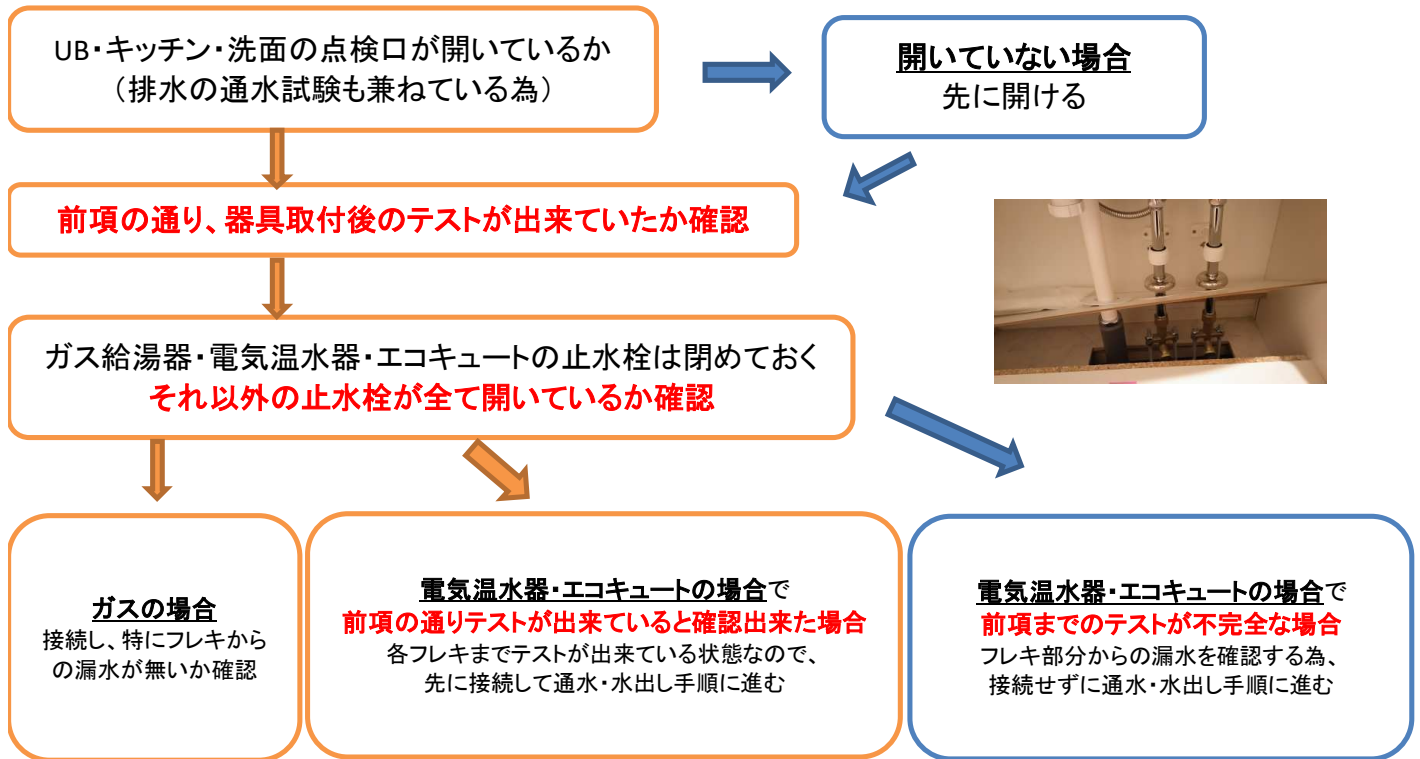 UB・キッチン・洗面の点検口が開いているか
（排水の通水試験も兼ねている為）
開いていない場合
先に開ける
前項の通り、器具取付後のテストが出来ていたか確認
ガス給湯器・電気温水器・エコキュートの止水栓は閉めておく
それ以外の止水栓が全て開いているか確認
ガスの場合
接続し、特にフレキから
の漏水が無いか確認
電気温水器・エコキュートの場合で
前項の通りテストが出来ていると確認出来た場合
各フレキまでテストが出来ている状態なので、
先に接続して通水・水出し手順に進む
電気温水器・エコキュートの場合で
前項までのテストが不完全な場合
フレキ部分からの漏水を確認する為、
接続せずに通水・水出し手順に進む